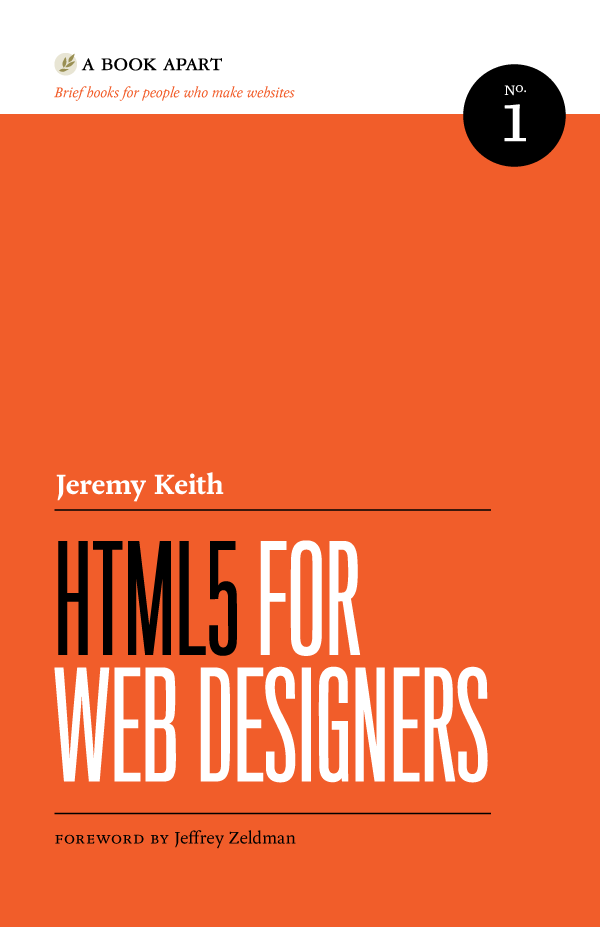 A BOOK APART
Brief books for people who make websites
No.
1
Jeremy Keith
HTML5 FOR
WEB DESIGNERS
FOREWORD BY Jeffrey Zeldman